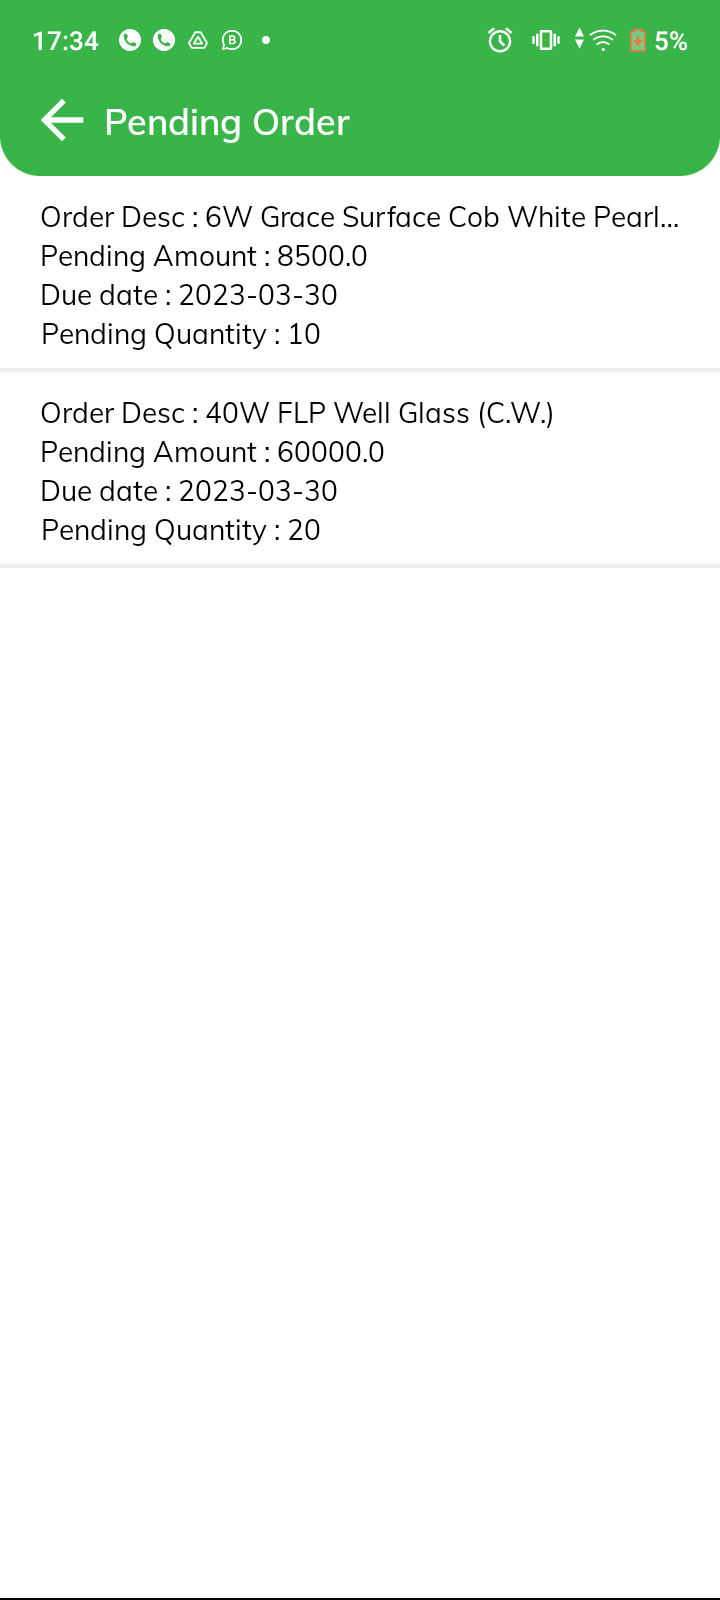 17:34
5%
Pending Order
Order Desc : 6W Grace Surface Cob White Pearl...
Pending Amount : 8500.0
Due date : 2023-03-30
Pending Quantity : 10
Order Desc : 40W FLP Well Glass (C.W.)
Pending Amount : 60000.0
Due date : 2023-03-30
Pending Quantity : 20